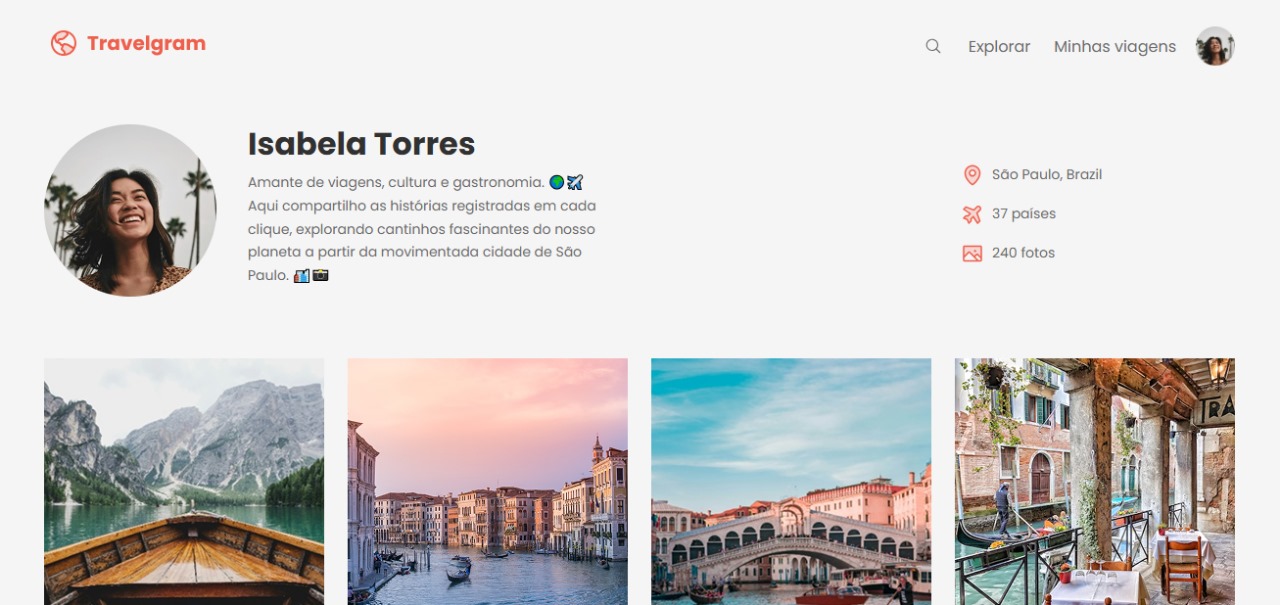 Travelgram
Explorar
Minhas viagens
Isabela Torres
Amante de viagens, cultura e gastronomia. 🌍✈️
Aqui compartilho as histórias registradas em cada
clique, explorando cantinhos fascinantes do nosso
planeta a partir da movimentada cidade de São
Paulo. 🏙️📸
São Paulo, Brazil
37 países
240 fotos
TRA